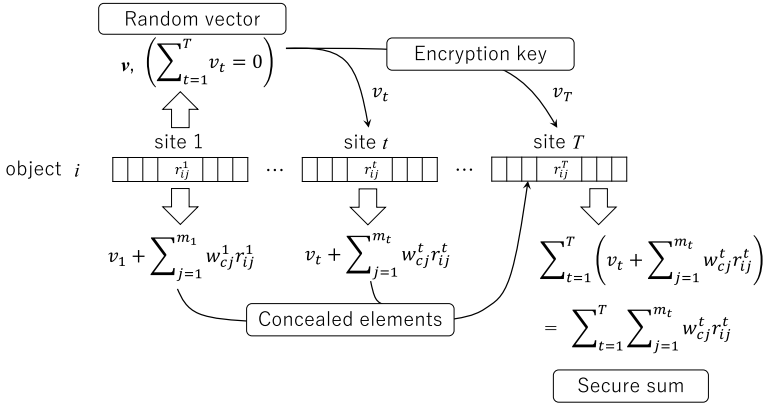 Random vector
v, (∑_{t=1}^{T} v_t = 0)
Encryption key
v_t
v_T
site 1
site t
site T
object i
r_{ij}^{1}
...
r_{ij}^{t}
...
r_{ij}^{T}
v_1 + ∑_{j=1}^{m_1} w_{cj}^{1} r_{ij}^{1}
v_t + ∑_{j=1}^{m_t} w_{cj}^{t} r_{ij}^{t}
∑_{t=1}^{T} (v_t + ∑_{j=1}^{m_t} w_{cj}^{t} r_{ij}^{t})
= ∑_{t=1}^{T} ∑_{j=1}^{m_t} w_{cj}^{t} r_{ij}^{t}
Concealed elements
Secure sum